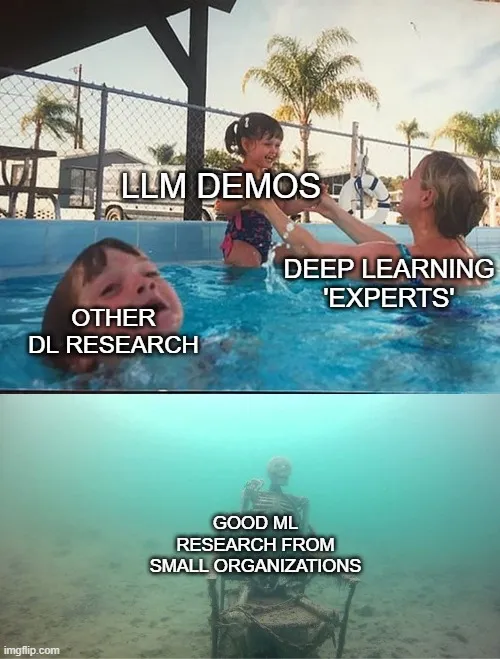 LLM DEMOS
DEEP LEARNING
'EXPERTS'
OTHER
DL RESEARCH
GOOD ML
RESEARCH FROM
SMALL ORGANIZATIONS
imgflip.com